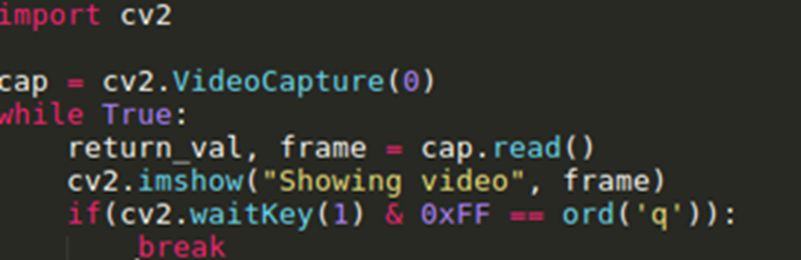 import cv2

cap = cv2.VideoCapture(0)
while True:
    return_val, frame = cap.read()
    cv2.imshow("Showing video", frame)
    if(cv2.waitKey(1) & 0xFF == ord('q')):
        break